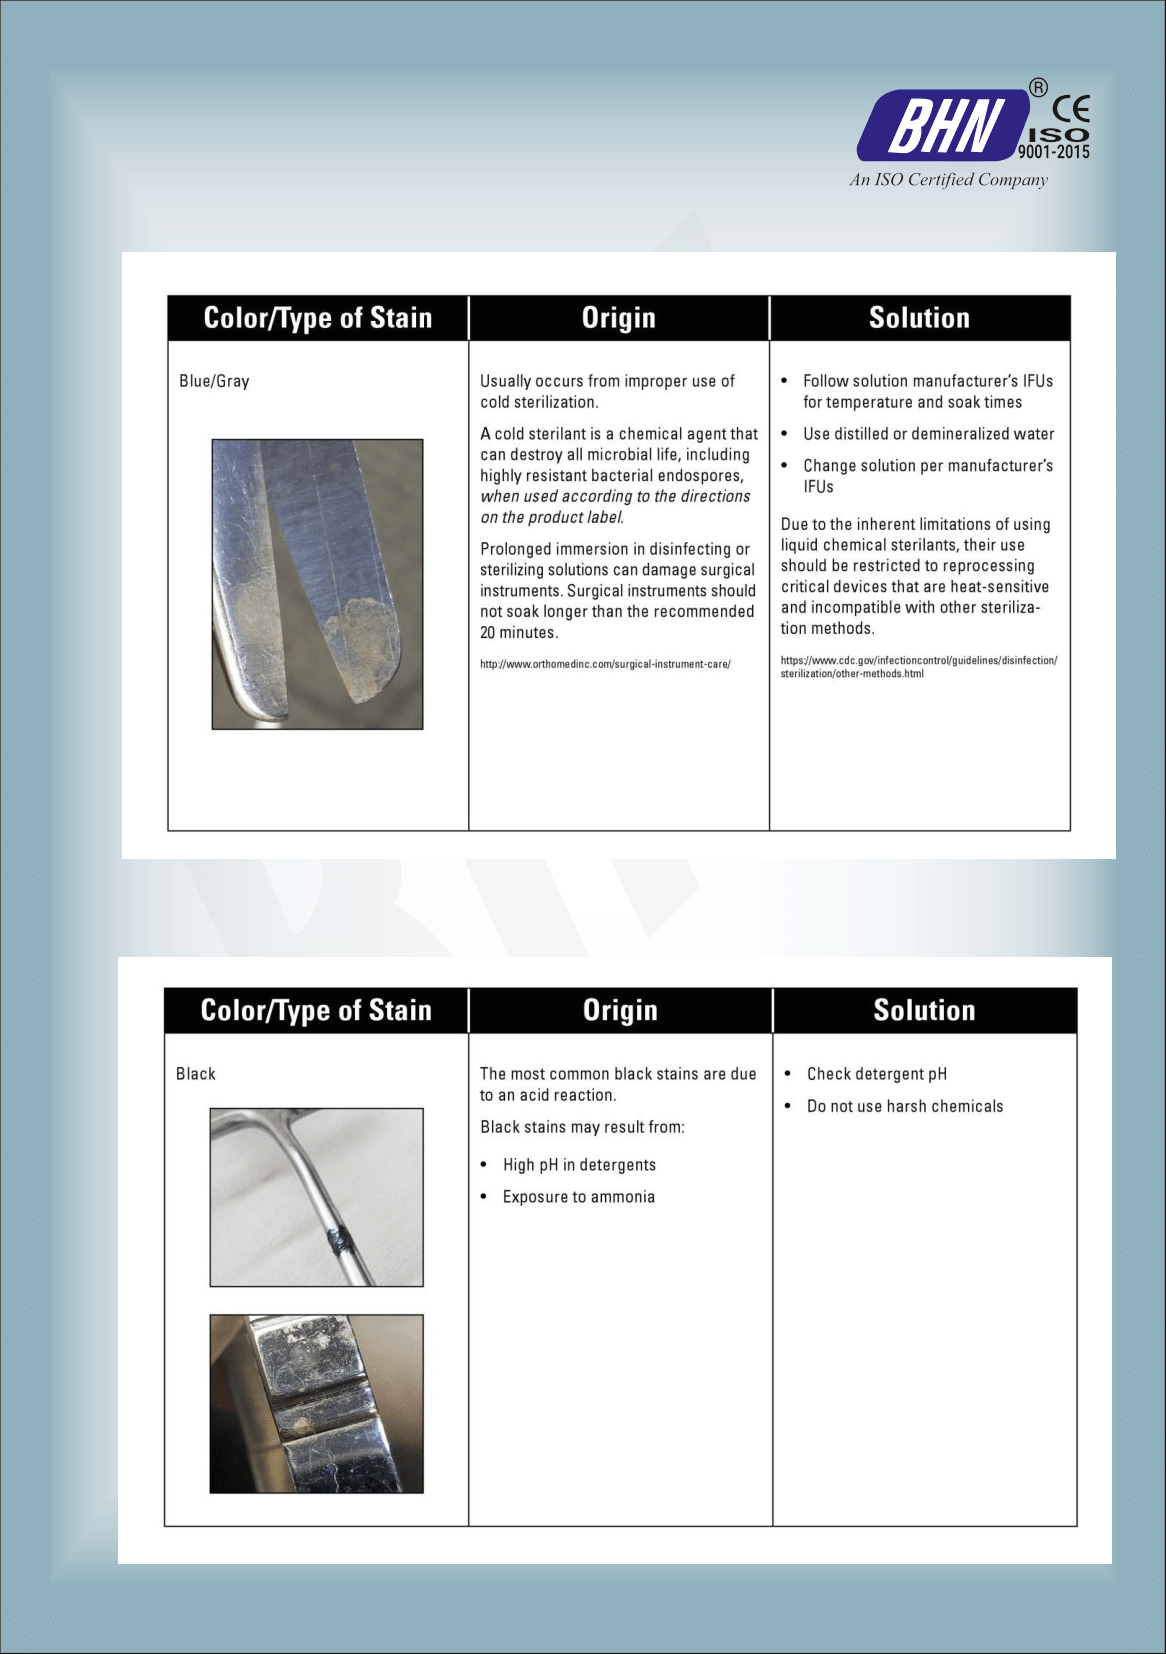 BHN ®
CE
ISO
9001-2015
An ISO Certified Company
Color/Type of Stain
Origin
Solution
Blue/Gray
Usually occurs from improper use of
cold sterilization.
A cold sterilant is a chemical agent that
can destroy all microbial life, including
highly resistant bacterial endospores,
when used according to the directions
on the product label.
Prolonged immersion in disinfecting or
sterilizing solutions can damage surgical
instruments. Surgical instruments should
not soak longer than the recommended
20 minutes.
http://www.orthomedinc.com/surgical-instrument-care/
• Follow solution manufacturer's IFUs
for temperature and soak times
• Use distilled or demineralized water
• Change solution per manufacturer's
IFUs
Due to the inherent limitations of using
liquid chemical sterilants, their use
should be restricted to reprocessing
critical devices that are heat-sensitive
and incompatible with other steriliza-
tion methods.
https://www.cdc.gov/infectioncontrol/guidelines/disinfection/
sterilization/other-methods.html
Color/Type of Stain
Origin
Solution
Black
The most common black stains are due
to an acid reaction.
Black stains may result from:
• High pH in detergents
• Exposure to ammonia
• Check detergent pH
• Do not use harsh chemicals